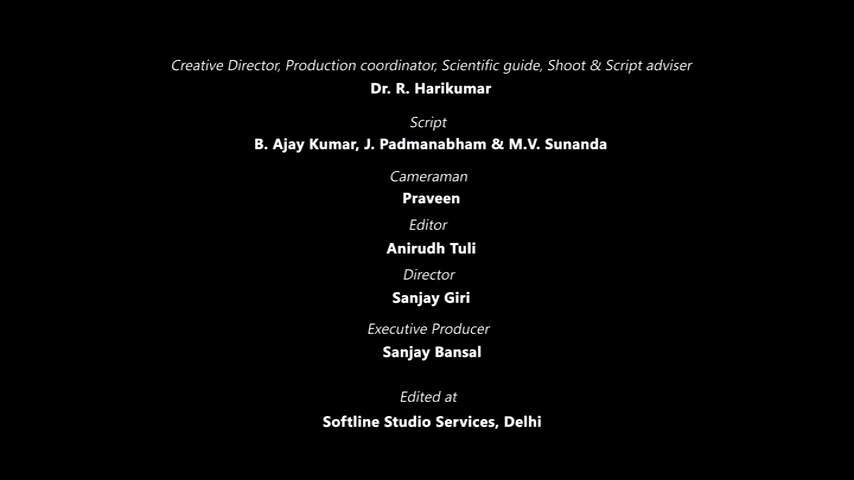 Creative Director, Production coordinator, Scientific guide, Shoot & Script adviser
Dr. R. Harikumar
Script
B. Ajay Kumar, J. Padmanabham & M.V. Sunanda
Cameraman
Praveen
Editor
Anirudh Tuli
Director
Sanjay Giri
Executive Producer
Sanjay Bansal
Edited at
Softline Studio Services, Delhi